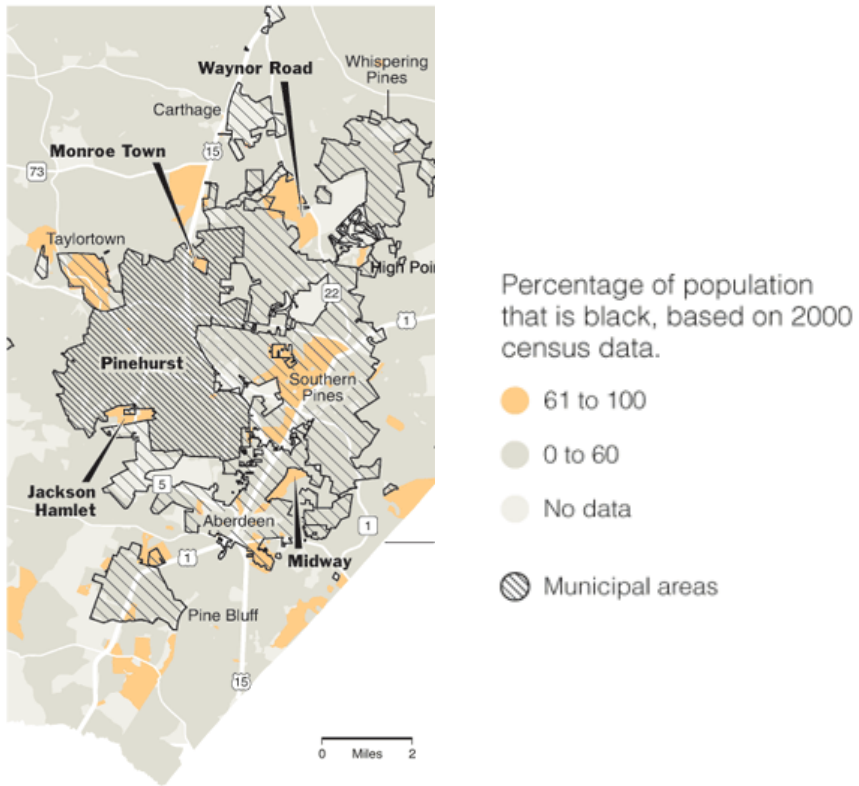 Waynor Road
Whispering
Pines
Carthage
Monroe Town
15
73
Taylortown
High Poin
22
1
Pinehurst
Southern
Pines
5
Jackson
Hamlet
Aberdeen
1
1
Midway
Pine Bluff
15
0 Miles 2
Percentage of population
that is black, based on 2000
census data.
61 to 100
0 to 60
No data
Municipal areas